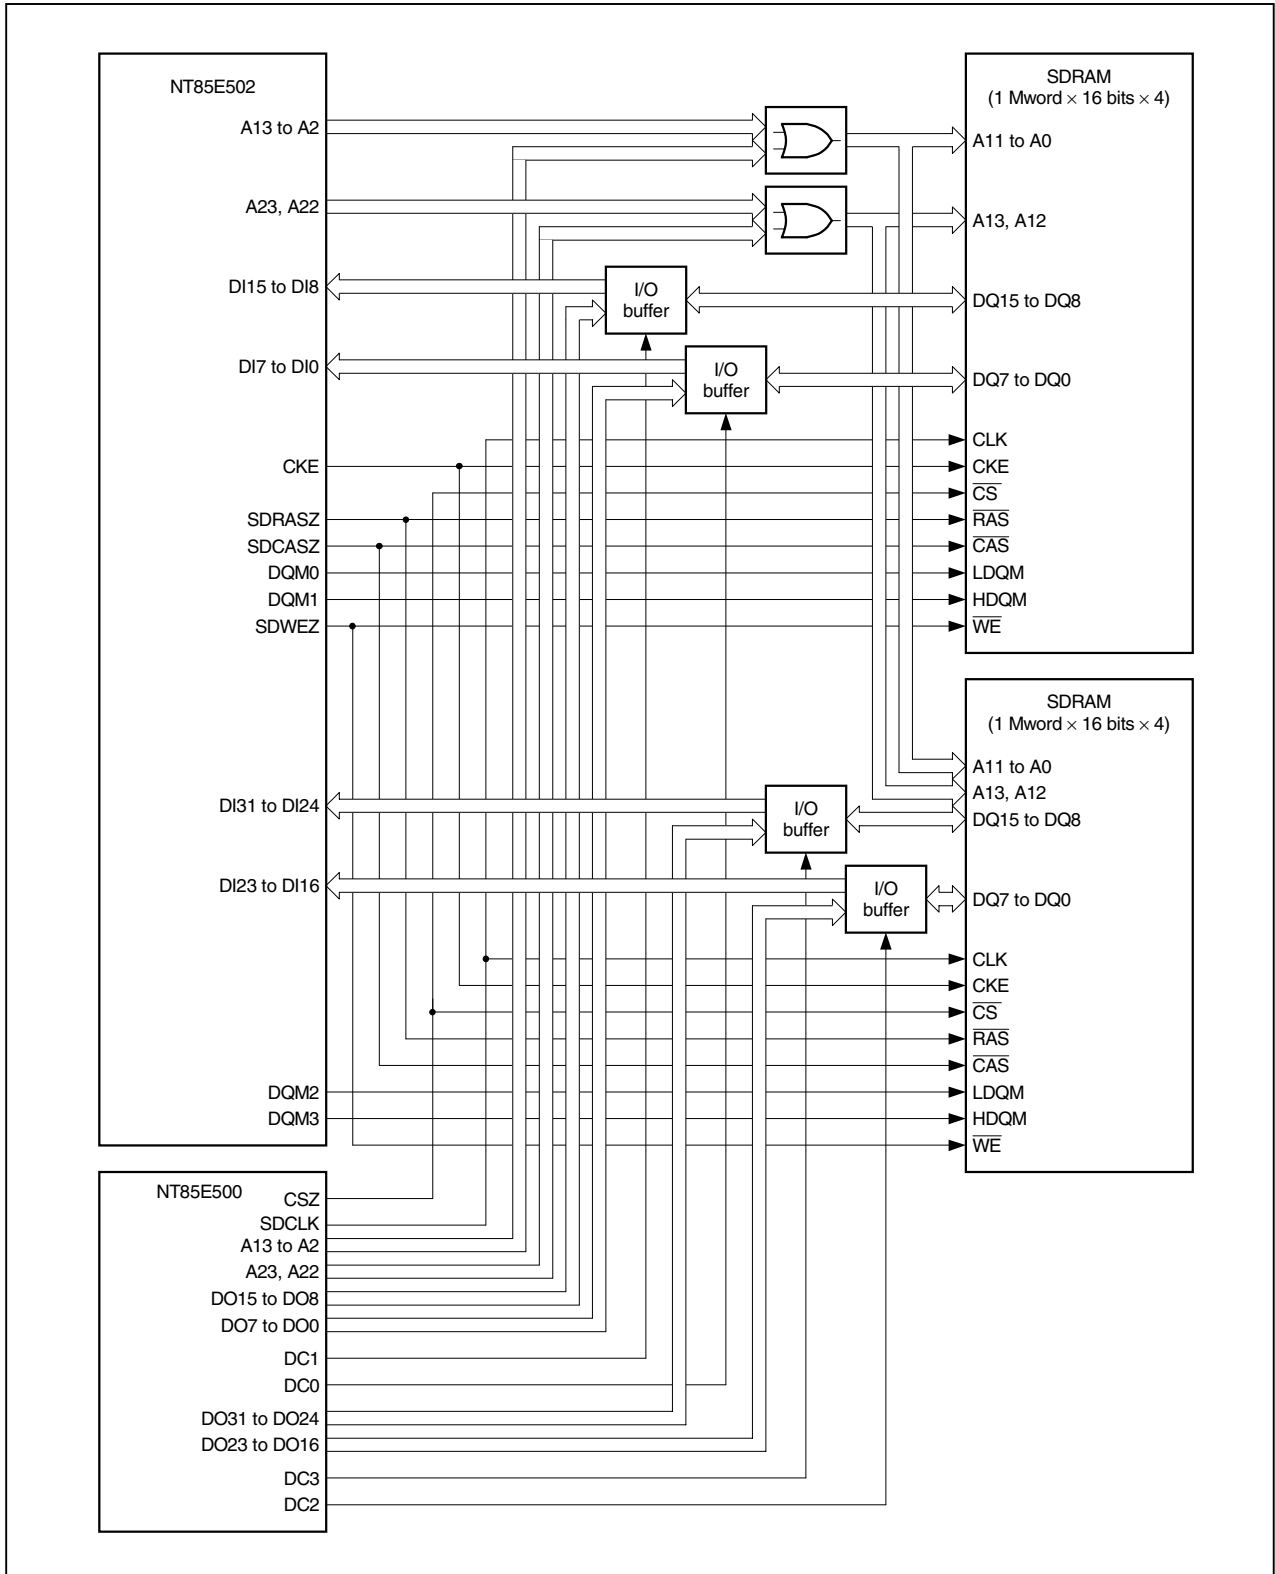 NT85E502
A13 to A2
A23, A22
DI15 to DI8
DI7 to DI0
CKE
SDRASZ
SDCASZ
DQM0
DQM1
SDWEZ
DI31 to DI24
DI23 to DI16
DQM2
DQM3
NT85E500
CSZ
SDCLK
A13 to A2
A23, A22
DO15 to DO8
DO7 to DO0
DC1
DC0
DO31 to DO24
DO23 to DO16
DC3
DC2
I/O
buffer
I/O
buffer
I/O
buffer
I/O
buffer
SDRAM
(1 Mword × 16 bits × 4)
A11 to A0
A13, A12
DQ15 to DQ8
DQ7 to DQ0
CLK
CKE
CS
RAS
CAS
LDQM
HDQM
WE
SDRAM
(1 Mword × 16 bits × 4)
A11 to A0
A13, A12
DQ15 to DQ8
DQ7 to DQ0
CLK
CKE
CS
RAS
CAS
LDQM
HDQM
WE